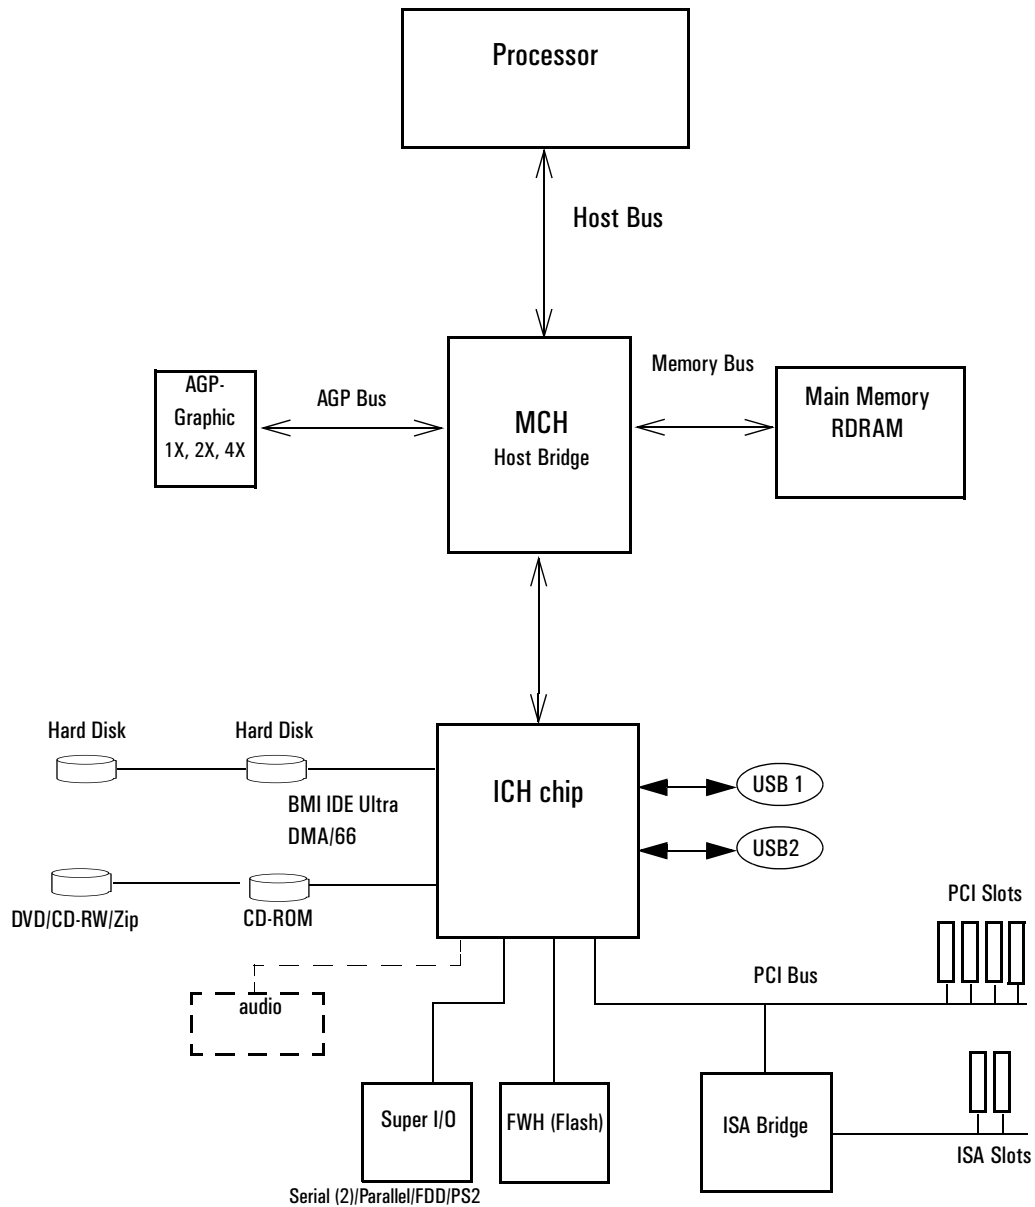 Processor
Host Bus
Memory Bus
AGP-
Graphic
1X, 2X, 4X
AGP Bus
MCH
Host Bridge
Main Memory
RDRAM
Hard Disk
Hard Disk
ICH chip
USB 1
BMI IDE Ultra
DMA/66
USB2
DVD/CD-RW/Zip
CD-ROM
PCI Slots
PCI Bus
audio
Super I/O
FWH (Flash)
ISA Bridge
ISA Slots
Serial (2)/Parallel/FDD/PS2